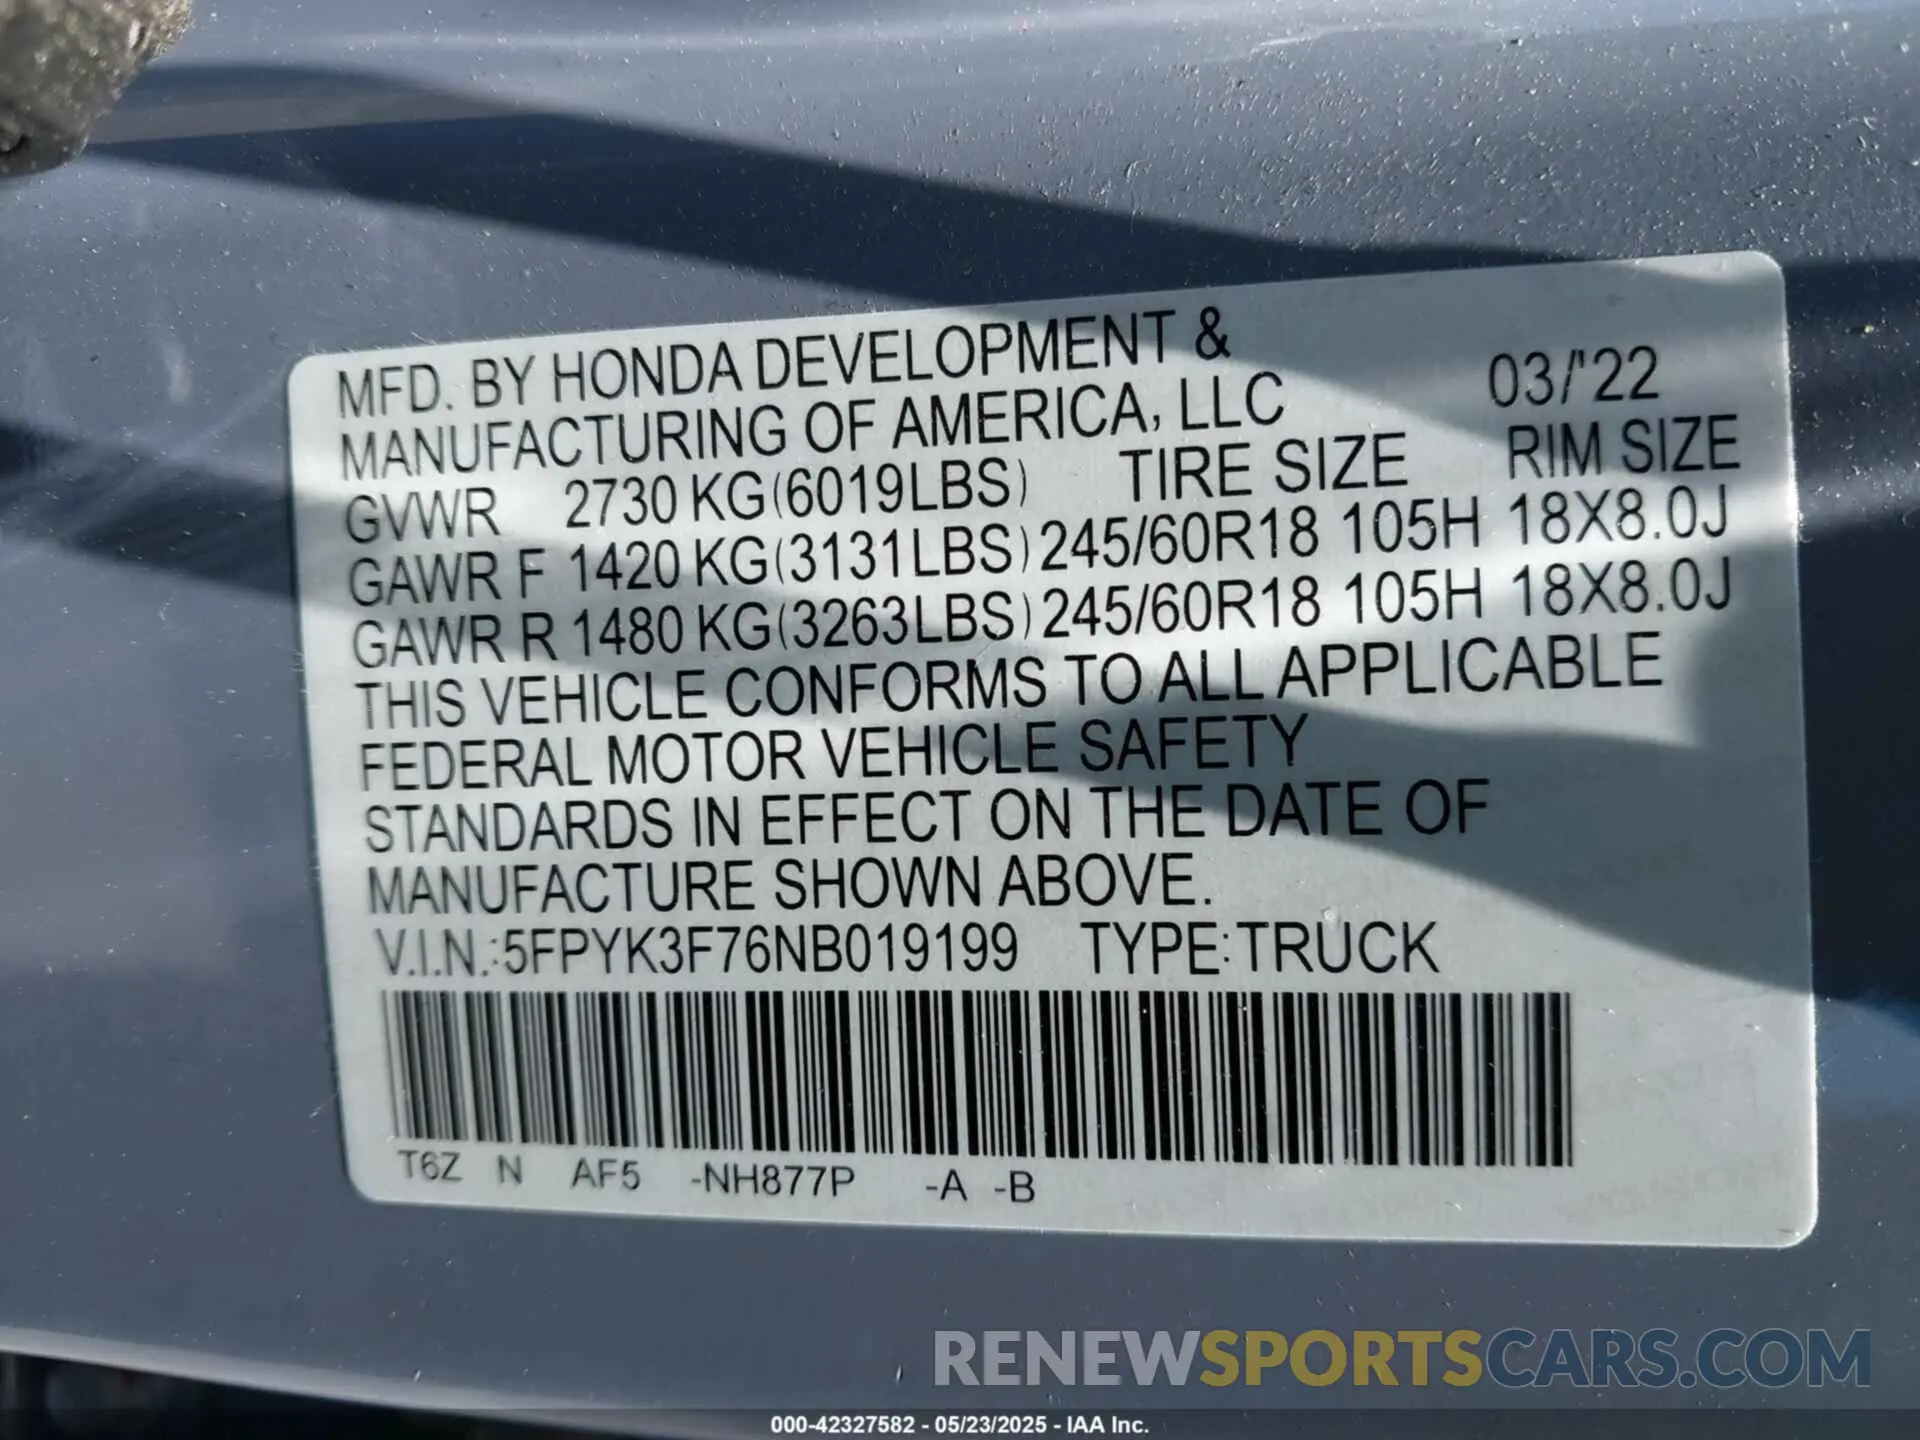 MFD. BY HONDA DEVELOPMENT &
MANUFACTURING OF AMERICA, LLC 03/'22
GVWR 2730 KG(6019LBS) TIRE SIZE RIM SIZE
GAWR F 1420 KG(3131LBS) 245/60R18 105H 18X8.0J
GAWR R 1480 KG(3263LBS) 245/60R18 105H 18X8.0J
THIS VEHICLE CONFORMS TO ALL APPLICABLE
FEDERAL MOTOR VEHICLE SAFETY
STANDARDS IN EFFECT ON THE DATE OF
MANUFACTURE SHOWN ABOVE.
V.I.N.:5FPYK3F76NB019199 TYPE:TRUCK
T6Z N AF5 -NH877P -A -B
RENEWSPORTSCARS.COM
000-42327582 - 05/23/2025 - IAA Inc.